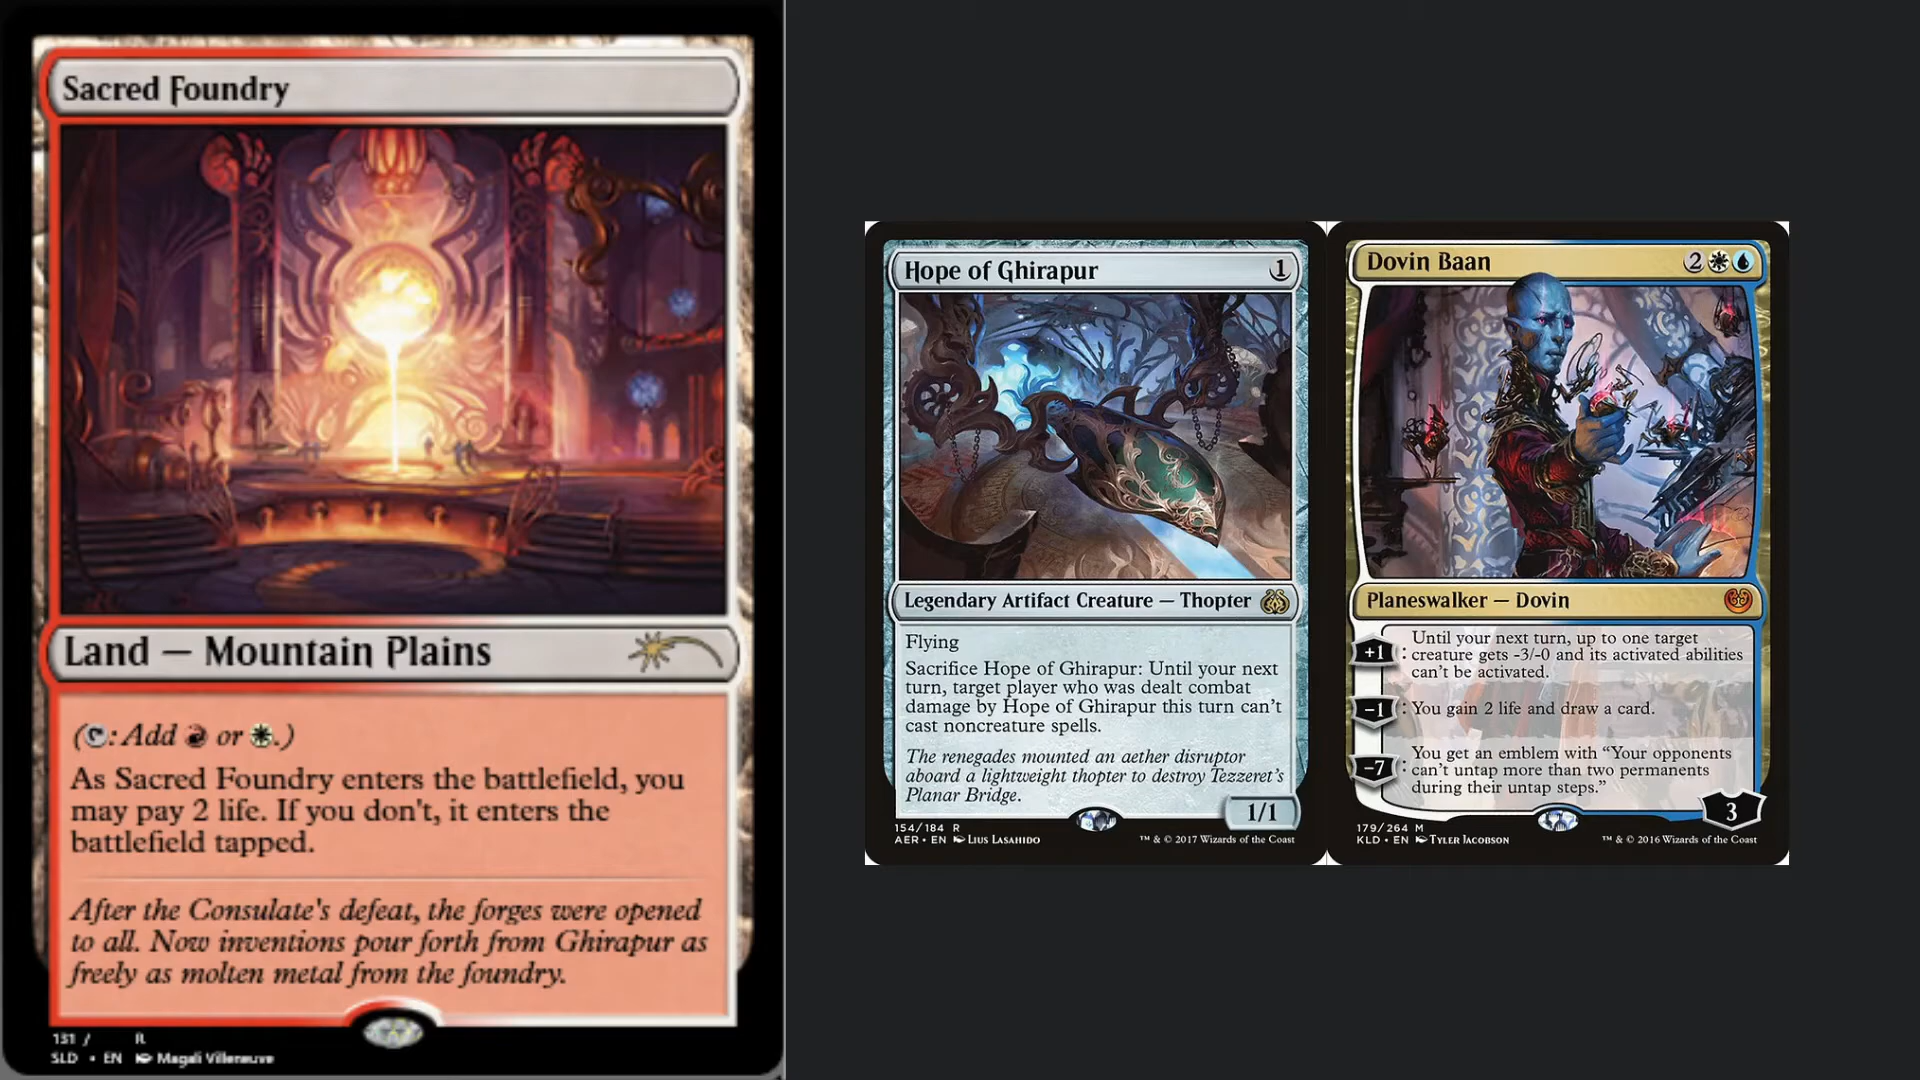 Sacred Foundry
Land — Mountain Plains
( : Add or .)
As Sacred Foundry enters the battlefield, you
may pay 2 life. If you don't, it enters the
battlefield tapped.
After the Consulate's defeat, the forges were opened
to all. Now inventions pour forth from Ghirapur as
freely as molten metal from the foundry.
131 / R
SLD • EN Magali Villeneuve
Hope of Ghirapur 1
Legendary Artifact Creature — Thopter
Flying
Sacrifice Hope of Ghirapur: Until your next
turn, target player who was dealt combat
damage by Hope of Ghirapur this turn can't
cast noncreature spells.
The renegades mounted an aether disruptor
aboard a lightweight thopter to destroy Tezzeret's
Planar Bridge.
1/1
154/184 R
AER • EN Lius Lasahido
™ & © 2017 Wizards of the Coast
Dovin Baan 2
Planeswalker — Dovin
+1 : Until your next turn, up to one target
creature gets -3/-0 and its activated abilities
can't be activated.
-1 : You gain 2 life and draw a card.
-7 : You get an emblem with “Your opponents
can't untap more than two permanents
during their untap steps.”
3
179/264 M
KLD • EN Tyler Jacobson
™ & © 2016 Wizards of the Coast